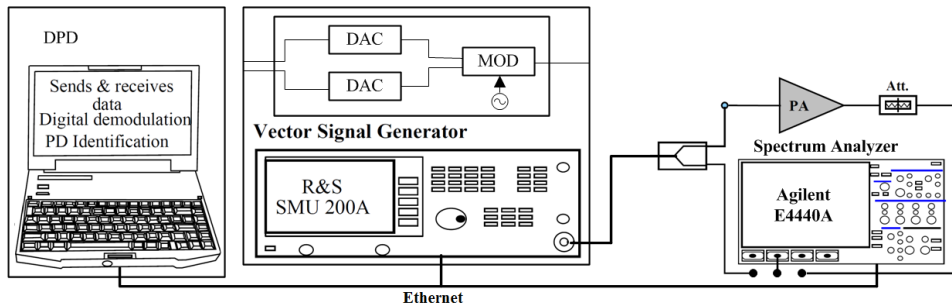 DPD
Sends & receives
data
Digital demodulation
PD Identification
DAC
DAC
MOD
Vector Signal Generator
R&S
SMU 200A
PA
Att.
Spectrum Analyzer
Agilent
E4440A
Ethernet